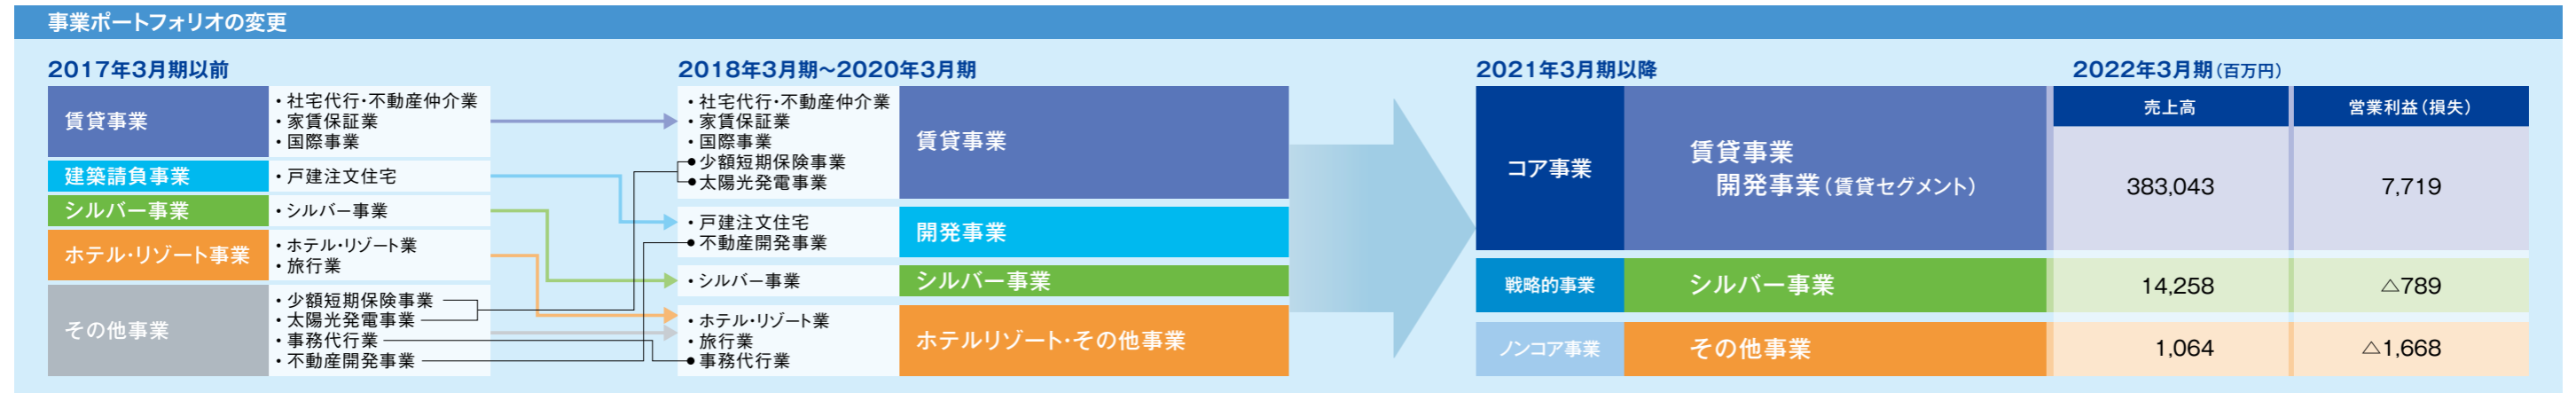 事業ポートフォリオの変更
2017年3月期以前
賃貸事業
・社宅代行・不動産仲介業
・家賃保証業
・国際事業
建築請負事業
・戸建注文住宅
シルバー事業
・シルバー事業
ホテル・リゾート事業
・ホテル・リゾート業
・旅行業
その他事業
・少額短期保険事業
・太陽光発電事業
・事務代行業
・不動産開発事業
2018年3月期〜2020年3月期
・社宅代行・不動産仲介業
・家賃保証業
・国際事業
少額短期保険事業
太陽光発電事業
賃貸事業
・戸建注文住宅
不動産開発事業
開発事業
・シルバー事業
シルバー事業
・ホテル・リゾート業
・旅行業
事務代行業
ホテルリゾート・その他事業
2021年3月期以降
2022年3月期（百万円）
売上高
営業利益（損失）
コア事業
賃貸事業
開発事業（賃貸セグメント）
383,043
7,719
戦略的事業
シルバー事業
14,258
△789
ノンコア事業
その他事業
1,064
△1,668